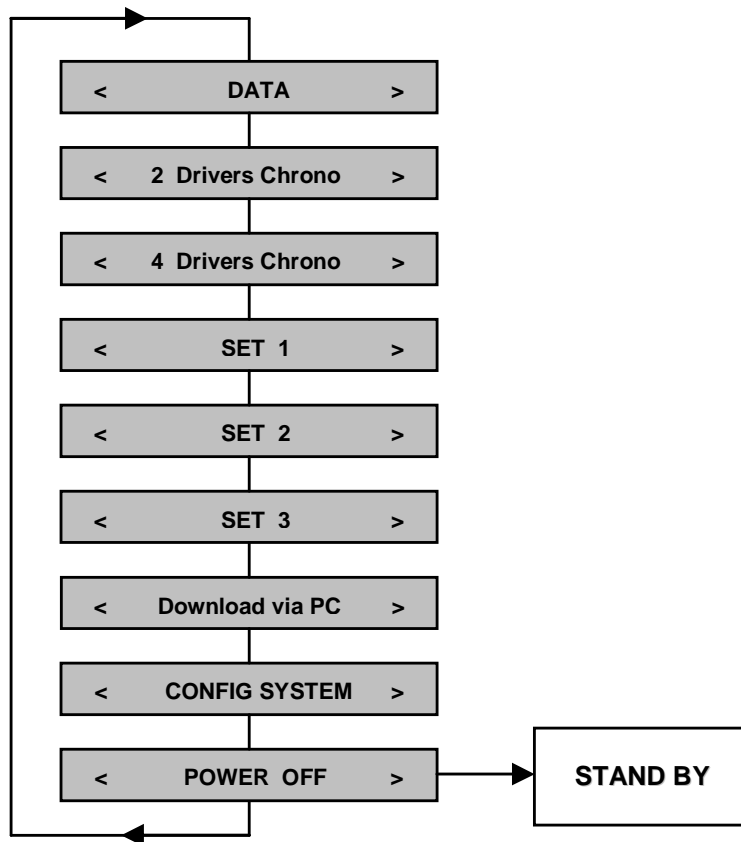 < DATA >
< 2 Drivers Chrono >
< 4 Drivers Chrono >
< SET 1 >
< SET 2 >
< SET 3 >
< Download via PC >
< CONFIG SYSTEM >
< POWER OFF >
STAND BY